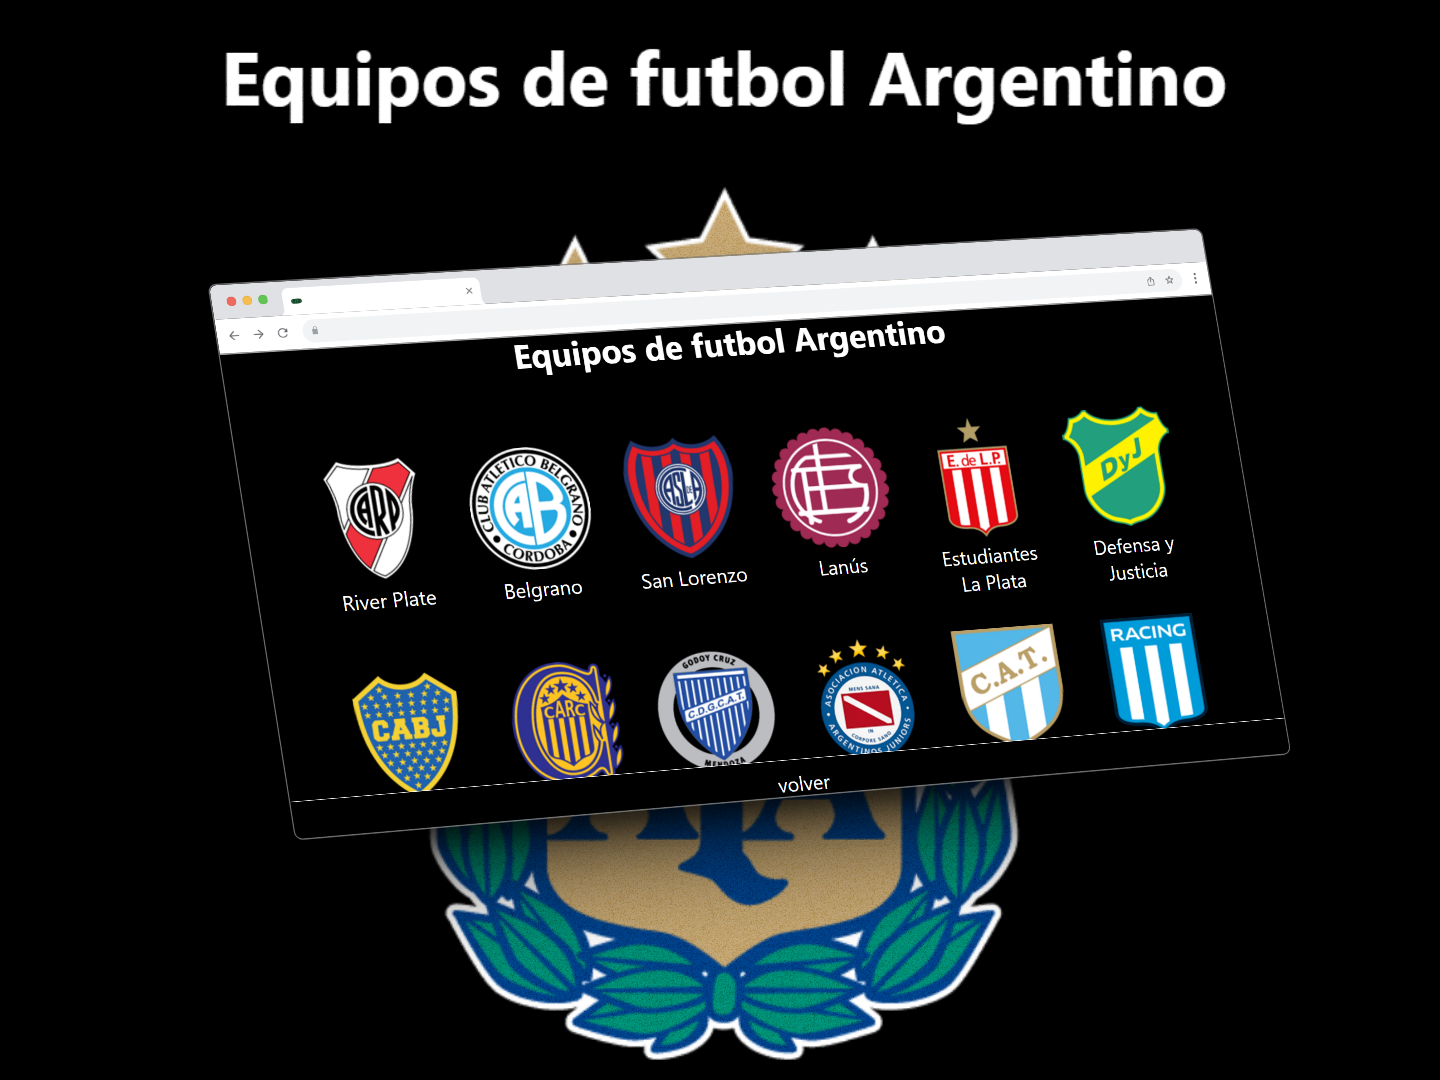 Equipos de futbol Argentino
Equipos de futbol Argentino
CARP
CLUB ATLETICO BELGRANO
CAB
CORDOBA
CASLA
E. de L.P.
DyJ
River Plate
Belgrano
San Lorenzo
Lanús
Estudiantes
La Plata
Defensa y
Justicia
CABJ
CARC
GODOY CRUZ
C.D.G.C.A.T.
MENDOZA
ASOCIACION ATLETICA
MENS SANA
IN
CORPORE SANO
ARGENTINOS JUNIORS
C.A.T.
RACING
volver